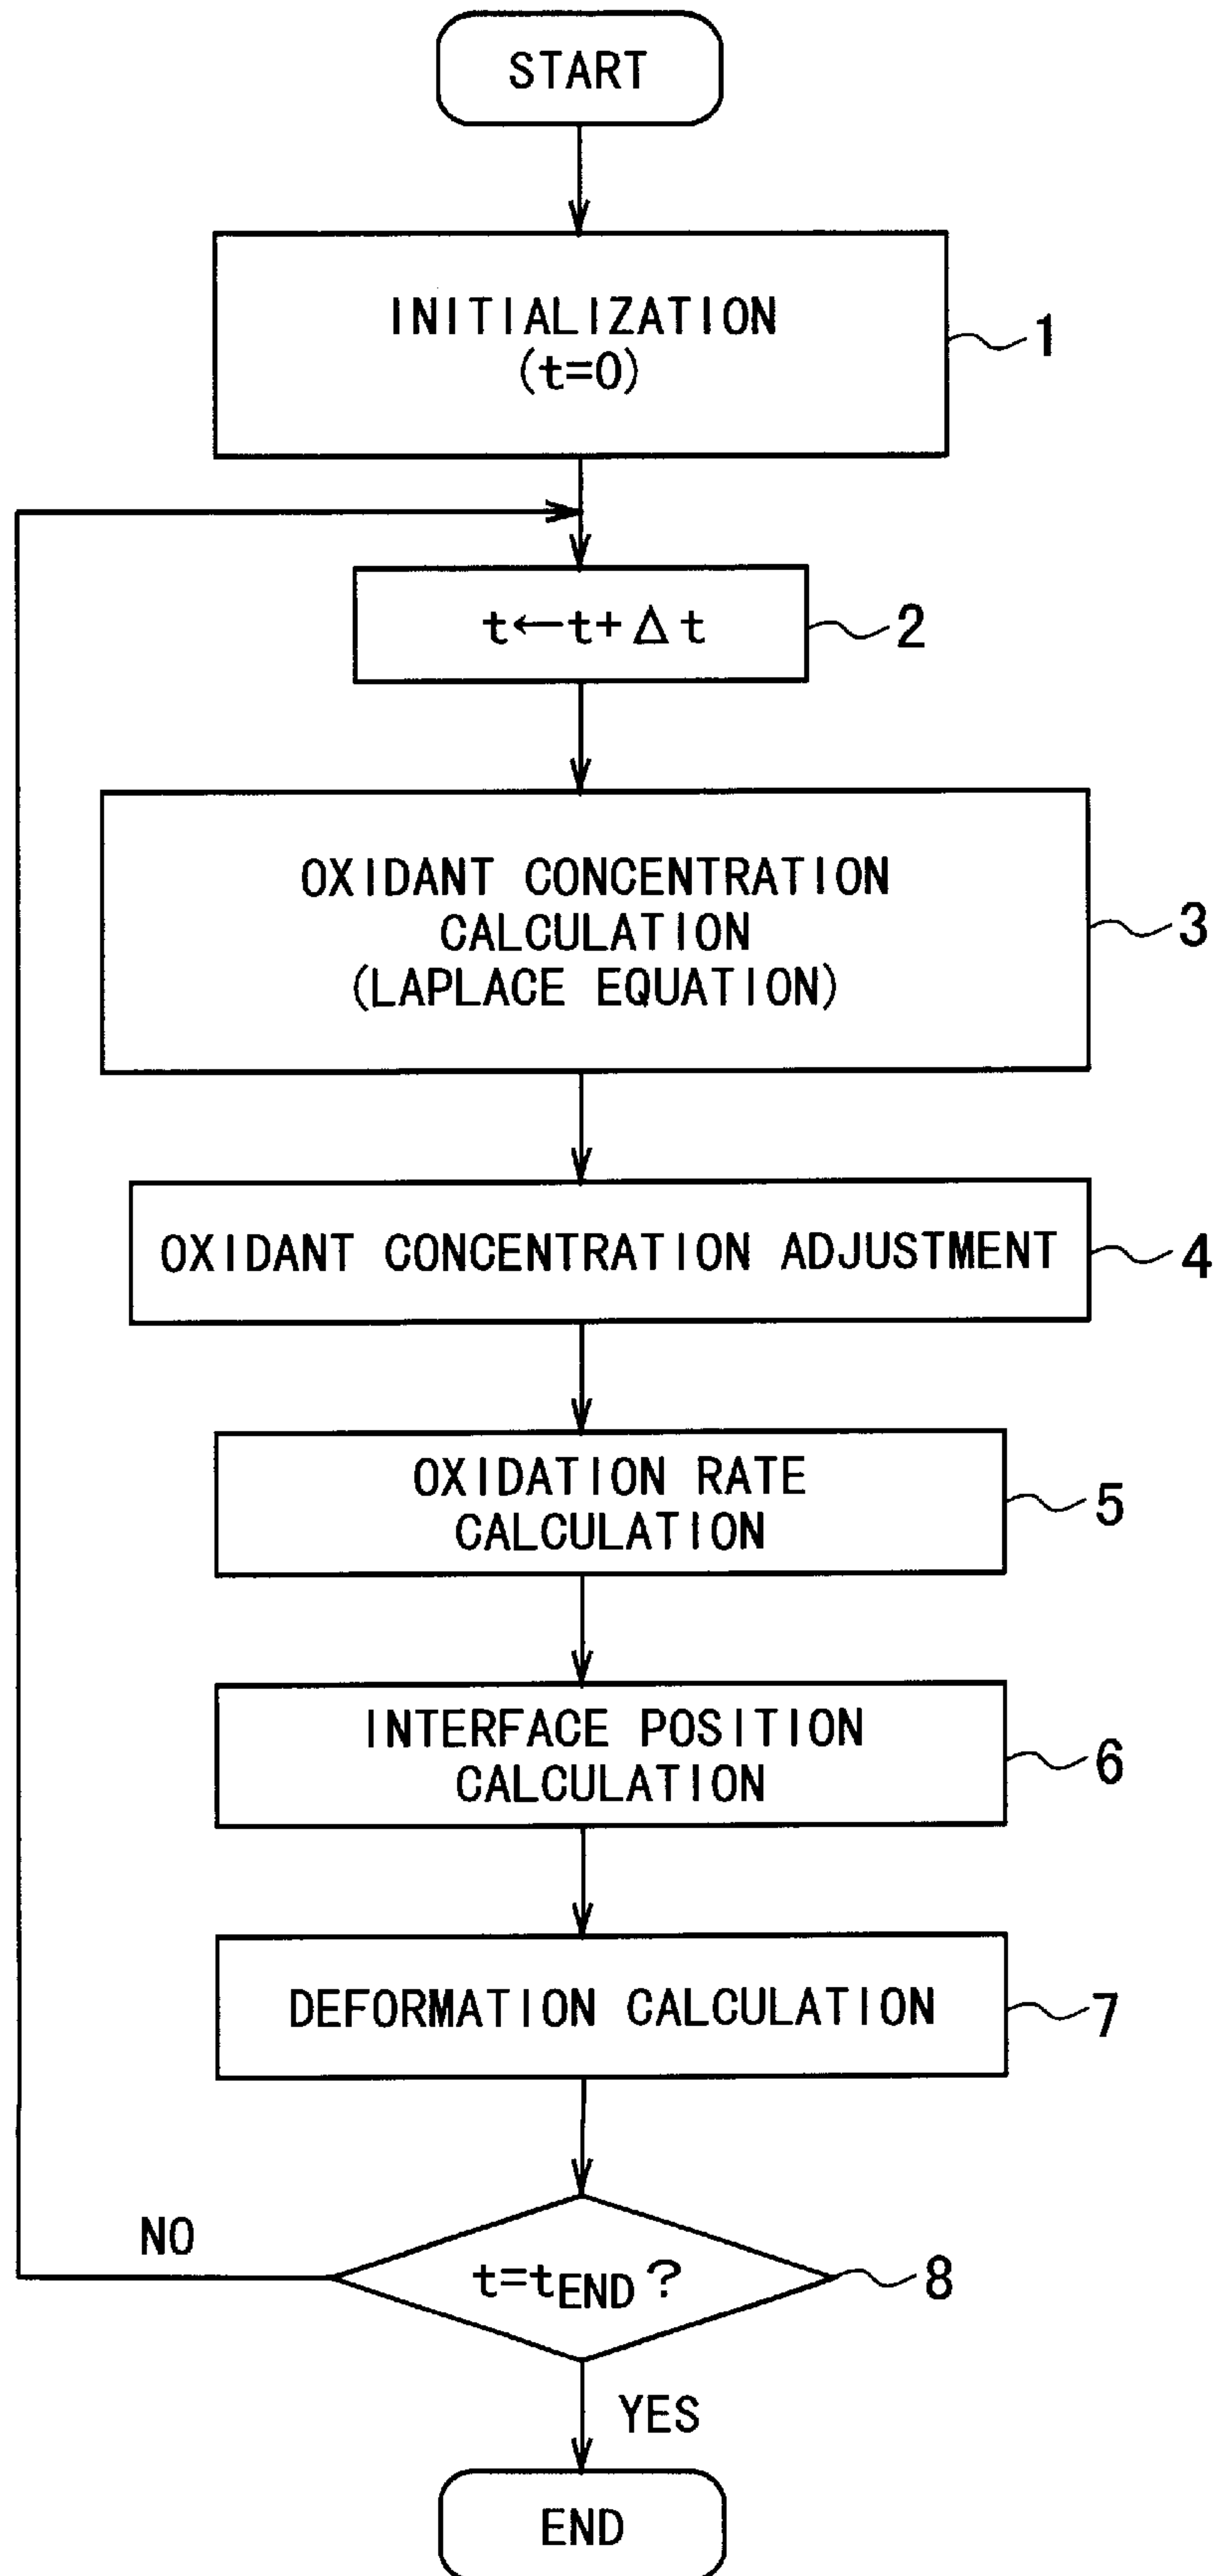 START
INITIALIZATION
(t=0)
1
t←t+Δt
2
OXIDANT CONCENTRATION
CALCULATION
(LAPLACE EQUATION)
3
OXIDANT CONCENTRATION ADJUSTMENT
4
OXIDATION RATE
CALCULATION
5
INTERFACE POSITION
CALCULATION
6
DEFORMATION CALCULATION
7
NO
t=tEND?
8
YES
END